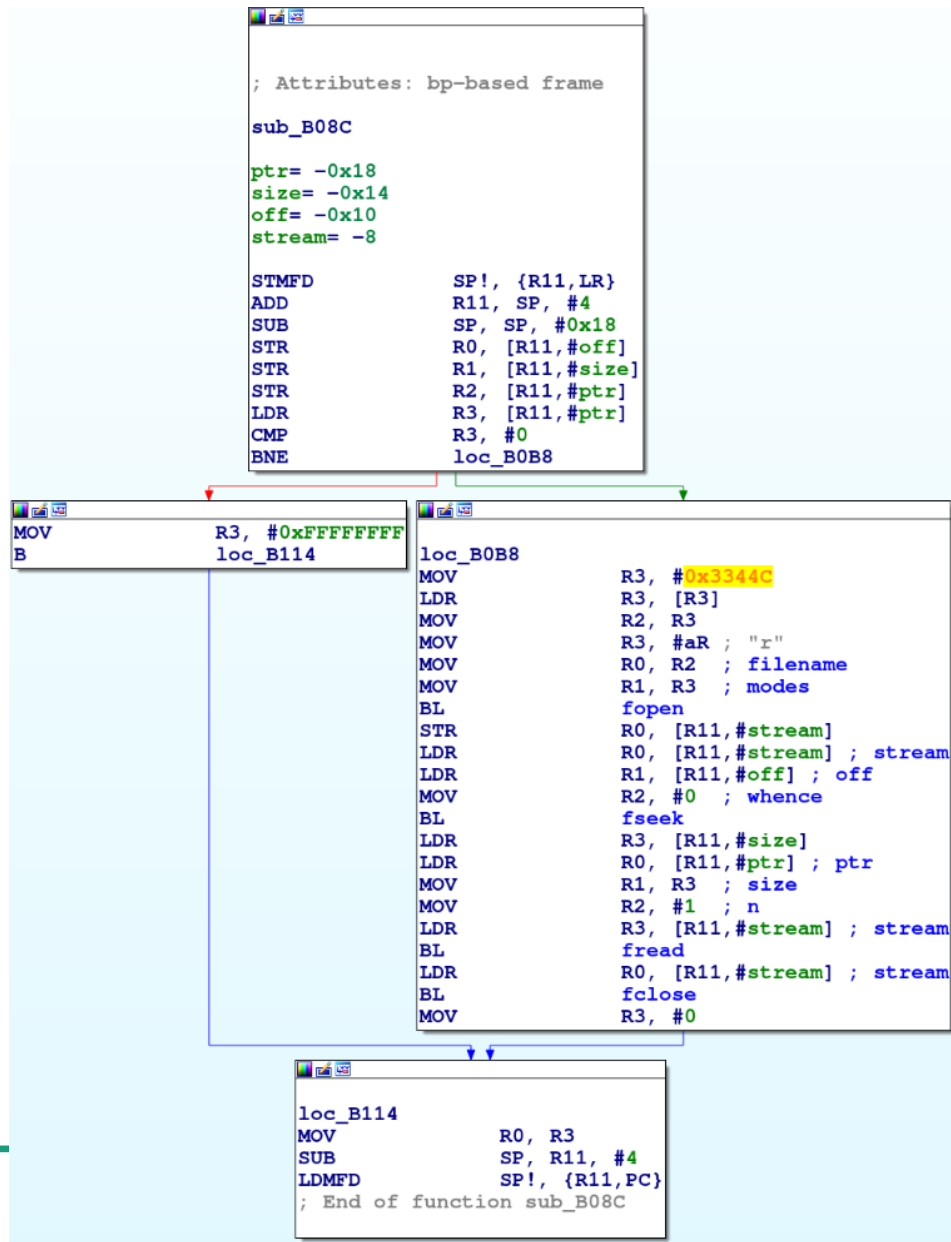 ; Attributes: bp-based frame
sub_B08C
ptr= -0x18
size= -0x14
off= -0x10
stream= -8
STMFD SP!, {R11,LR}
ADD R11, SP, #4
SUB SP, SP, #0x18
STR R0, [R11,#off]
STR R1, [R11,#size]
STR R2, [R11,#ptr]
LDR R3, [R11,#ptr]
CMP R3, #0
BNE loc_B0B8
MOV R3, #0xFFFFFFFF
B loc_B114
loc_B0B8
MOV R3, #0x3344C
LDR R3, [R3]
MOV R2, R3
MOV R3, #aR ; "r"
MOV R0, R2 ; filename
MOV R1, R3 ; modes
BL fopen
STR R0, [R11,#stream]
LDR R0, [R11,#stream] ; stream
LDR R1, [R11,#off] ; off
MOV R2, #0 ; whence
BL fseek
LDR R3, [R11,#size]
LDR R0, [R11,#ptr] ; ptr
MOV R1, R3 ; size
MOV R2, #1 ; n
LDR R3, [R11,#stream] ; stream
BL fread
LDR R0, [R11,#stream] ; stream
BL fclose
MOV R3, #0
loc_B114
MOV R0, R3
SUB SP, R11, #4
LDMFD SP!, {R11,PC}
; End of function sub_B08C